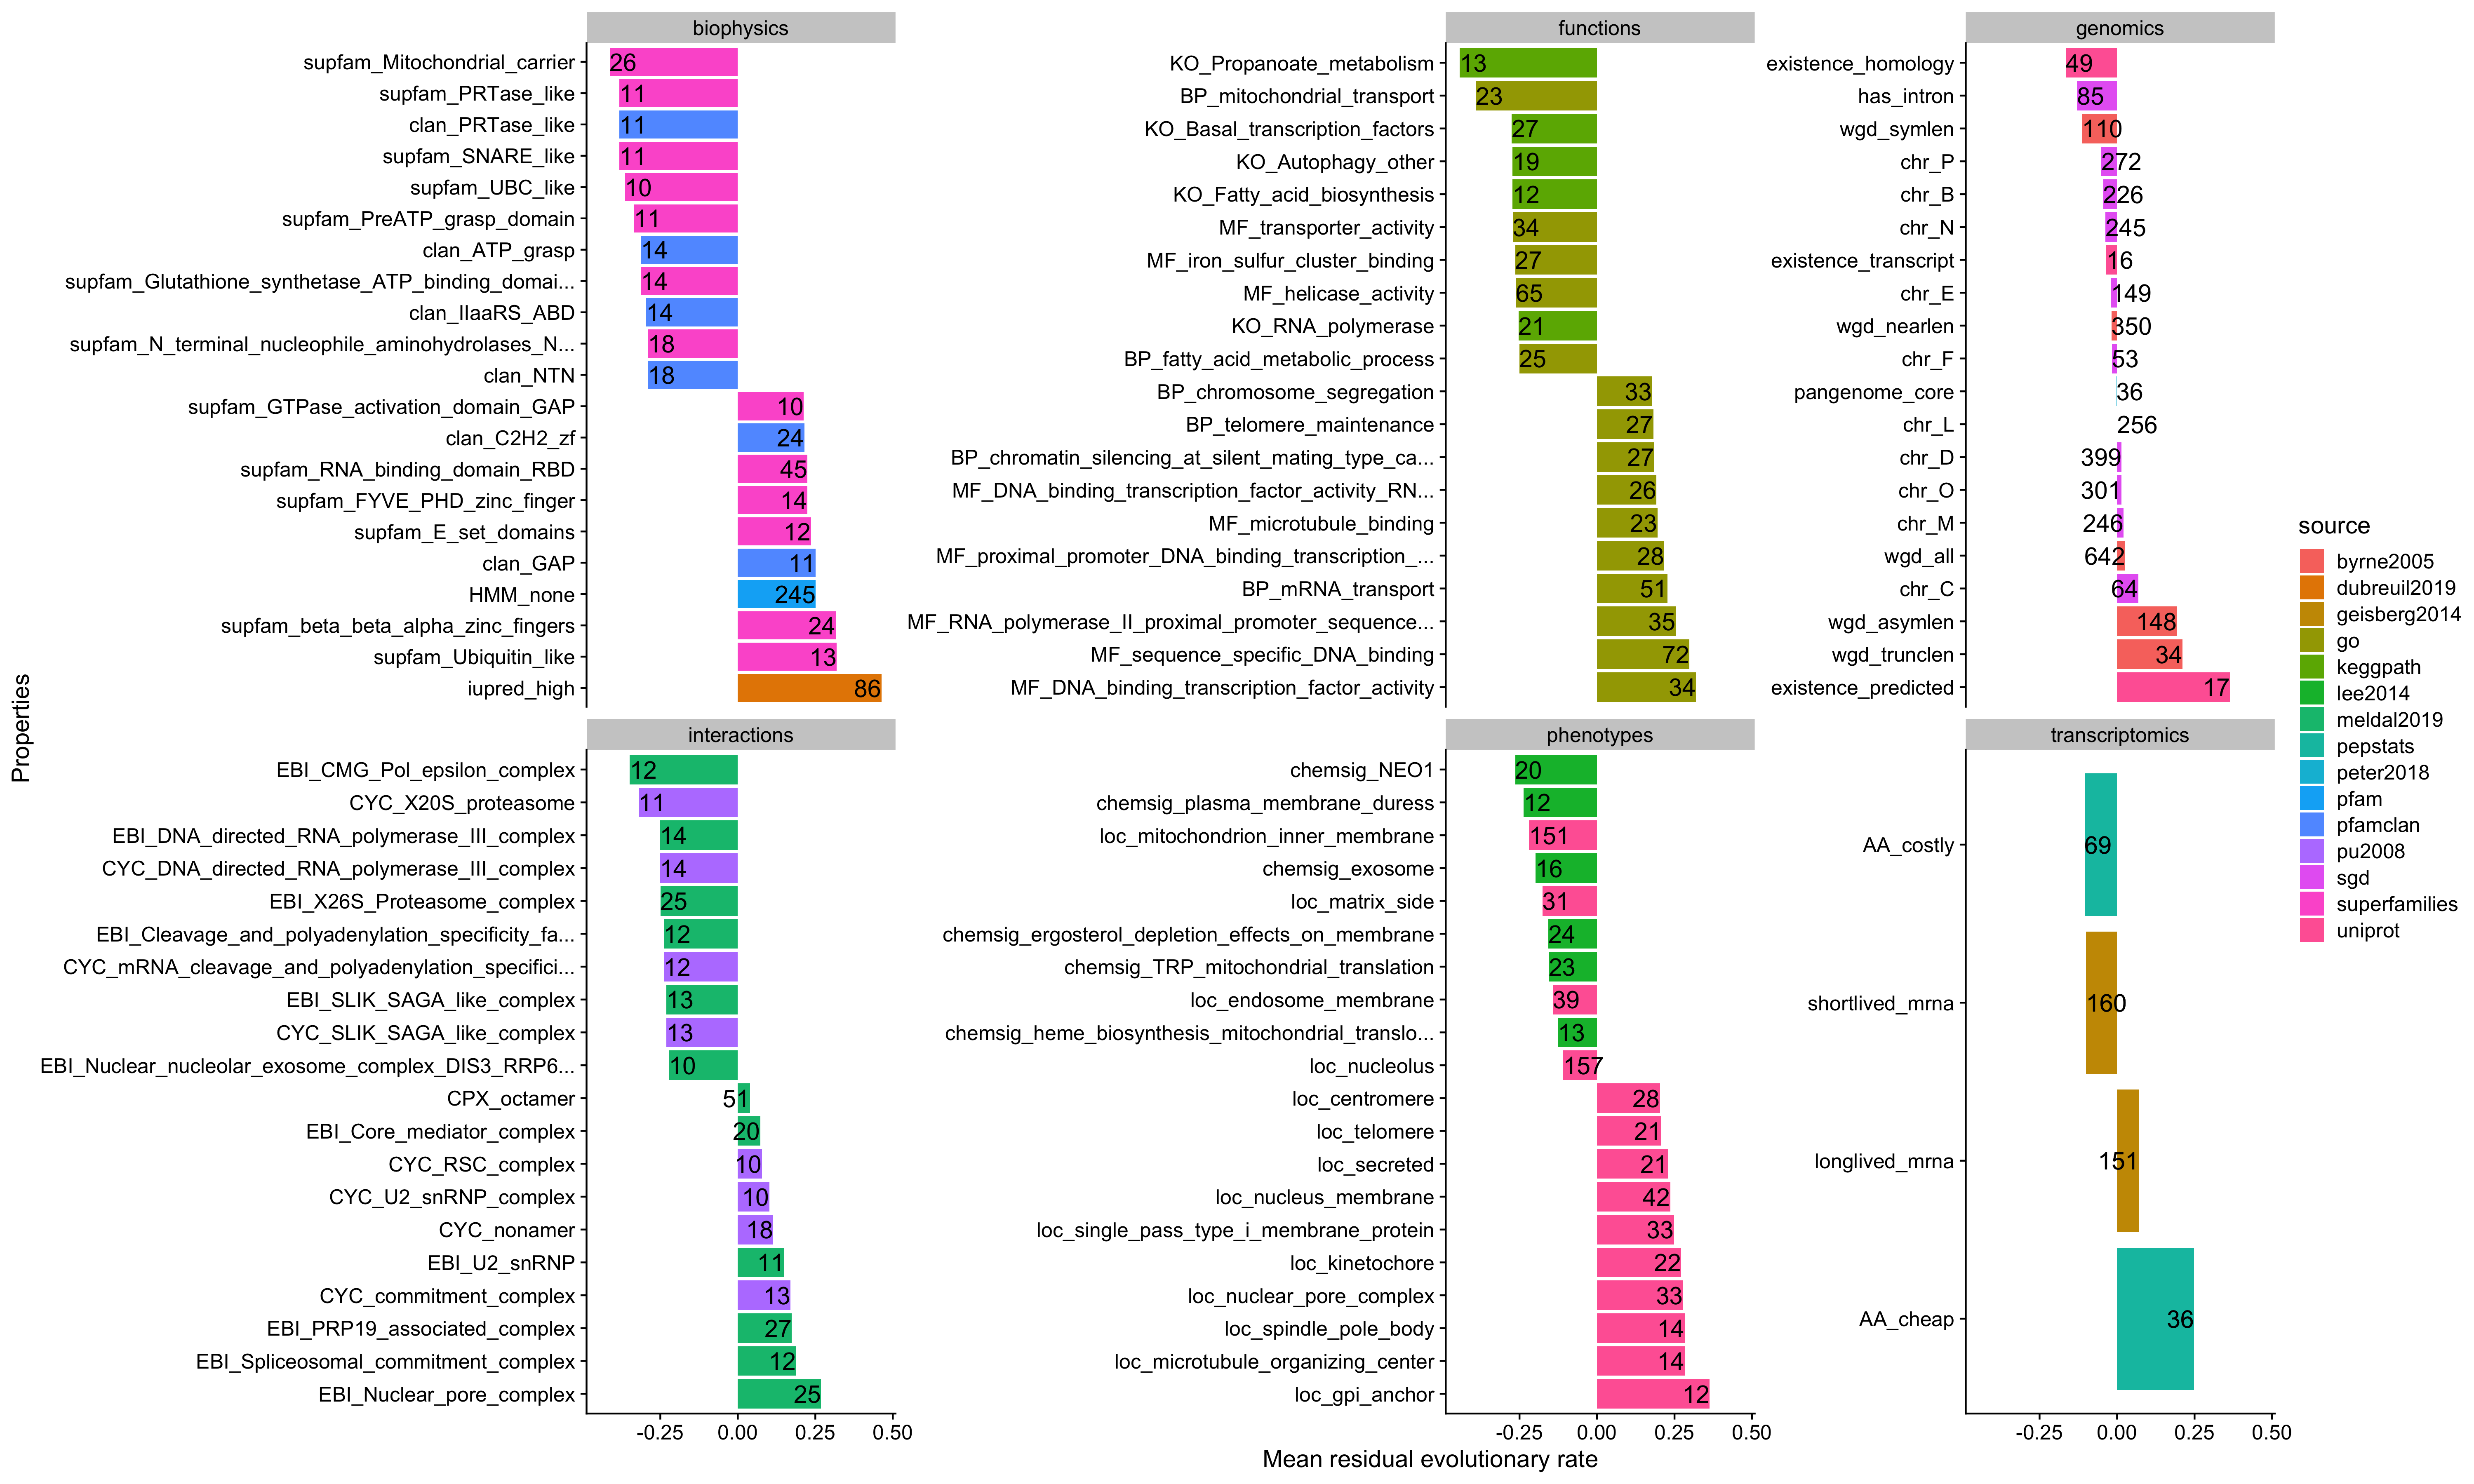 biophysics
supfam_Mitochondrial_carrier 26
supfam_PRTase_like 11
clan_PRTase_like 11
supfam_SNARE_like 11
supfam_UBC_like 10
supfam_PreATP_grasp_domain 11
clan_ATP_grasp 14
supfam_Glutathione_synthetase_ATP_binding_domai... 14
clan_IIaaRS_ABD 14
supfam_N_terminal_nucleophile_aminohydrolases_N... 18
clan_NTN 18
supfam_GTPase_activation_domain_GAP 10
clan_C2H2_zf 24
supfam_RNA_binding_domain_RBD 45
supfam_FYVE_PHD_zinc_finger 14
supfam_E_set_domains 12
clan_GAP 11
HMM_none 245
supfam_beta_beta_alpha_zinc_fingers 24
supfam_Ubiquitin_like 13
iupred_high 86
functions
KO_Propanoate_metabolism 13
BP_mitochondrial_transport 23
KO_Basal_transcription_factors 27
KO_Autophagy_other 19
KO_Fatty_acid_biosynthesis 12
MF_transporter_activity 34
MF_iron_sulfur_cluster_binding 27
MF_helicase_activity 65
KO_RNA_polymerase 21
BP_fatty_acid_metabolic_process 25
BP_chromosome_segregation 33
BP_telomere_maintenance 27
BP_chromatin_silencing_at_silent_mating_type_ca... 27
MF_DNA_binding_transcription_factor_activity_RN... 26
MF_microtubule_binding 23
MF_proximal_promoter_DNA_binding_transcription_... 28
BP_mRNA_transport 51
MF_RNA_polymerase_II_proximal_promoter_sequence... 35
MF_sequence_specific_DNA_binding 72
MF_DNA_binding_transcription_factor_activity 34
genomics
existence_homology 49
has_intron 85
wgd_symlen 110
chr_P 272
chr_B 226
chr_N 245
existence_transcript 16
chr_E 149
wgd_nearlen 350
chr_F 53
pangenome_core 36
chr_L 256
chr_D 399
chr_O 301
chr_M 246
wgd_all 642
chr_C 64
wgd_asymlen 148
wgd_trunclen 34
existence_predicted 17
interactions
EBI_CMG_Pol_epsilon_complex 12
CYC_X20S_proteasome 11
EBI_DNA_directed_RNA_polymerase_III_complex 14
CYC_DNA_directed_RNA_polymerase_III_complex 14
EBI_X26S_Proteasome_complex 25
EBI_Cleavage_and_polyadenylation_specificity_fa... 12
CYC_mRNA_cleavage_and_polyadenylation_specifici... 12
EBI_SLIK_SAGA_like_complex 13
CYC_SLIK_SAGA_like_complex 13
EBI_Nuclear_nucleolar_exosome_complex_DIS3_RRP6... 10
CPX_octamer 51
EBI_Core_mediator_complex 20
CYC_RSC_complex 10
CYC_U2_snRNP_complex 10
CYC_nonamer 18
EBI_U2_snRNP 11
CYC_commitment_complex 13
EBI_PRP19_associated_complex 27
EBI_Spliceosomal_commitment_complex 12
EBI_Nuclear_pore_complex 25
-0.25 0.00 0.25 0.50
phenotypes
chemsig_NEO1 20
chemsig_plasma_membrane_duress 12
loc_mitochondrion_inner_membrane 151
chemsig_exosome 16
loc_matrix_side 31
chemsig_ergosterol_depletion_effects_on_membrane 24
chemsig_TRP_mitochondrial_translation 23
loc_endosome_membrane 39
chemsig_heme_biosynthesis_mitochondrial_translo... 13
loc_nucleolus 157
loc_centromere 28
loc_telomere 21
loc_secreted 21
loc_nucleus_membrane 42
loc_single_pass_type_i_membrane_protein 33
loc_kinetochore 22
loc_nuclear_pore_complex 33
loc_spindle_pole_body 14
loc_microtubule_organizing_center 14
loc_gpi_anchor 12
-0.25 0.00 0.25 0.50
transcriptomics
AA_costly 69
shortlived_mrna 160
longlived_mrna 151
AA_cheap 36
-0.25 0.00 0.25 0.50
Properties
Mean residual evolutionary rate
source
byrne2005
dubreuil2019
geisberg2014
go
keggpath
lee2014
meldal2019
pepstats
peter2018
pfam
pfamclan
pu2008
sgd
superfamilies
uniprot